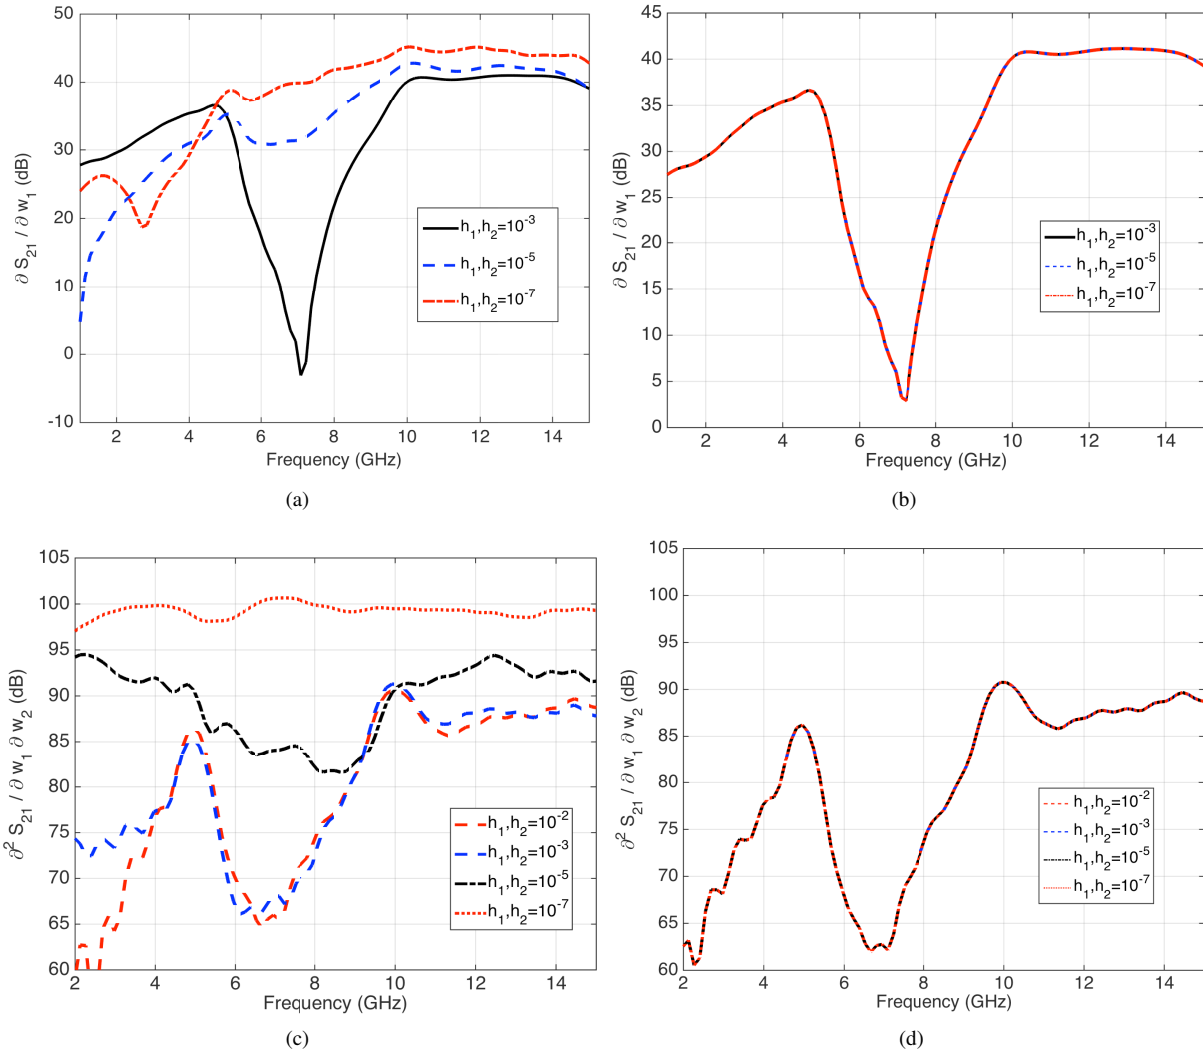 50
40
30
20
10
0
-10
∂ S21 / ∂ w1 (dB)
h1,h2=10-3
h1,h2=10-5
h1,h2=10-7
2 4 6 8 10 12 14
Frequency (GHz)
(a)
45
40
35
30
25
20
15
10
5
0
∂ S21 / ∂ w1 (dB)
h1,h2=10-3
h1,h2=10-5
h1,h2=10-7
2 4 6 8 10 12 14
Frequency (GHz)
(b)
105
100
95
90
85
80
75
70
65
60
∂2 S21 / ∂ w1 ∂ w2 (dB)
h1,h2=10-2
h1,h2=10-3
h1,h2=10-5
h1,h2=10-7
2 4 6 8 10 12 14
Frequency (GHz)
(c)
105
100
95
90
85
80
75
70
65
60
∂2 S21 / ∂ w1 ∂ w2 (dB)
h1,h2=10-2
h1,h2=10-3
h1,h2=10-5
h1,h2=10-7
2 4 6 8 10 12 14
Frequency (GHz)
(d)